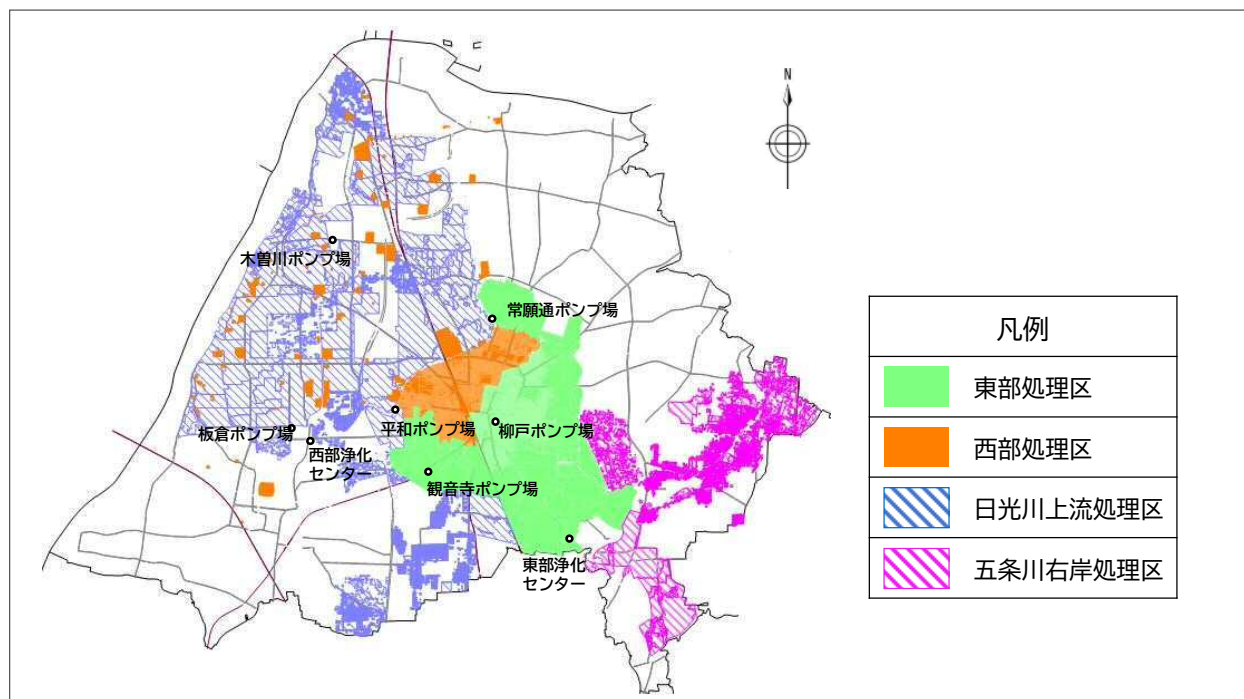 N
木曽川ポンプ場
常願通ポンプ場
板倉ポンプ場
平和ポンプ場
柳戸ポンプ場
西部浄化
センター
観音寺ポンプ場
東部浄化
センター
凡例
東部処理区
西部処理区
日光川上流処理区
五条川右岸処理区